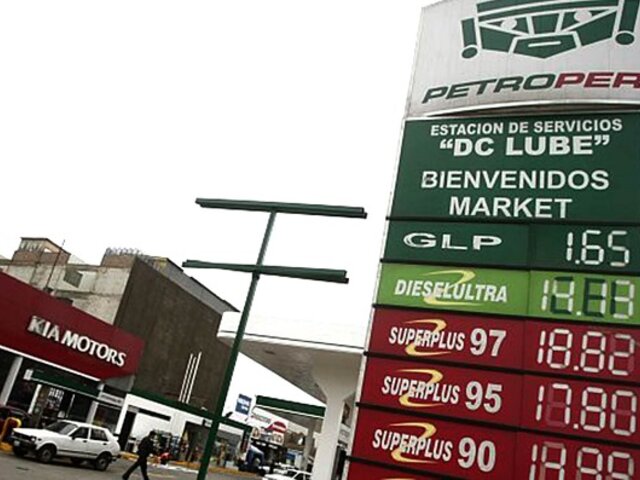 PETROPER
ESTACION DE SERVICIOS
"DC LUBE"
BIENVENIDOS
MARKET
GLP 1.65
DIESELULTRA
SUPERPLUS 97 18.82
SUPERPLUS 95 17.80
SUPERPLUS 90
KIA MOTORS